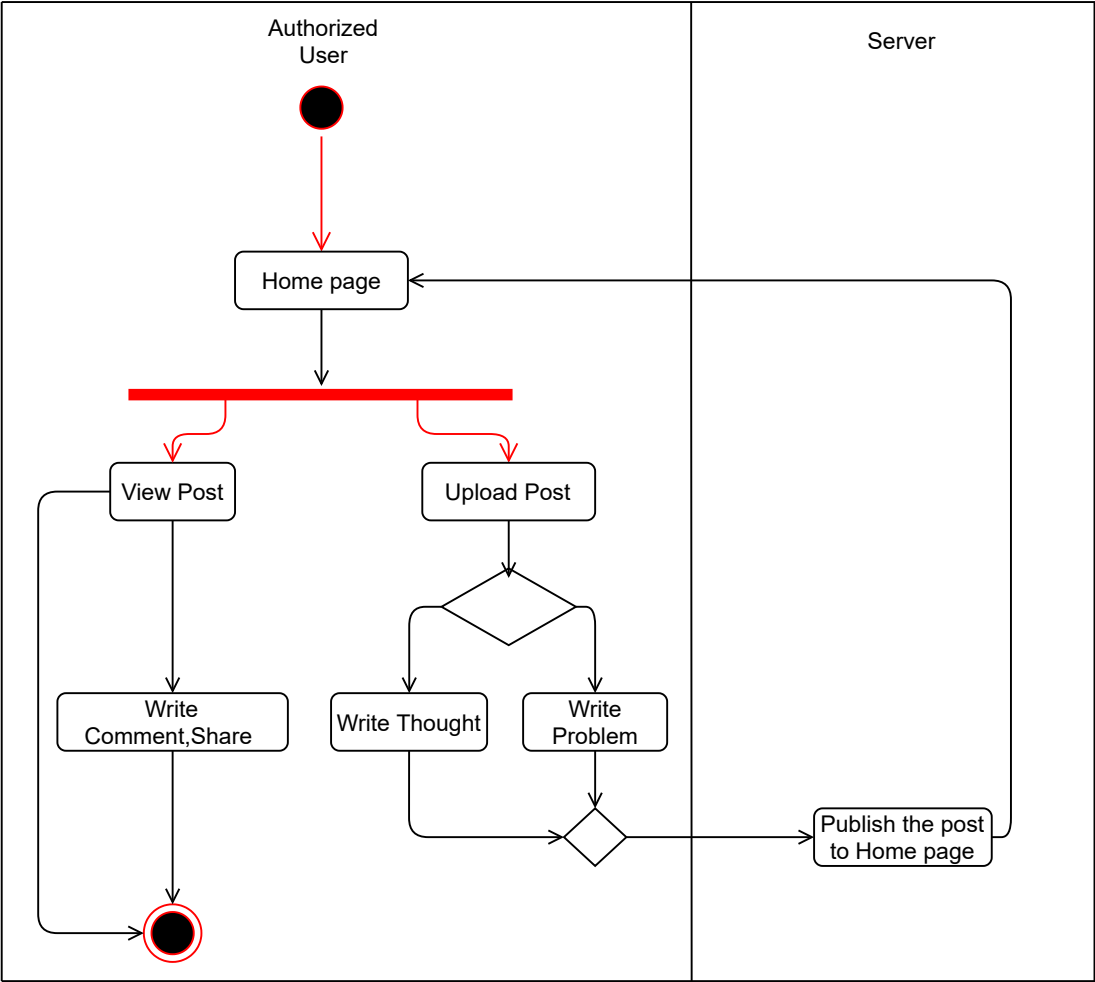 Authorized
User
Server
Home page
View Post
Upload Post
Write
Comment,Share
Write Thought
Write
Problem
Publish the post
to Home page